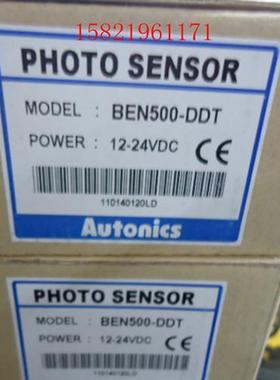 15821961171
PHOTO SENSOR
MODEL : BEN500-DDT
POWER : 12-24VDC CE
110140120LD
Autonics
PHOTO SENSOR
MODEL : BEN500-DDT
POWER : 12-24VDC CE
110140120LD